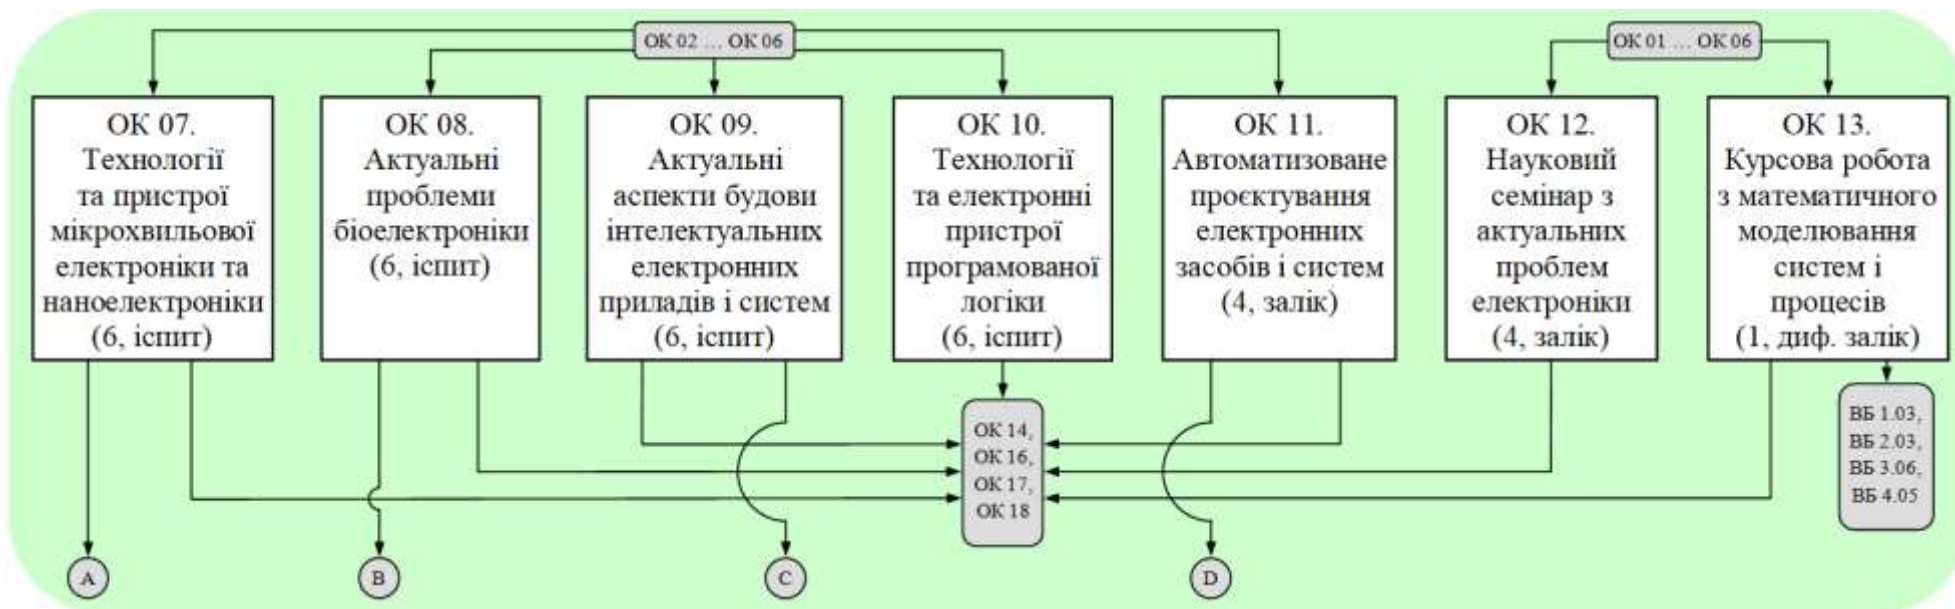 ОК 02 … ОК 06
ОК 01 … ОК 06
ОК 07.
Технології
та пристрої
мікрохвильової
електроніки та
наноелектроніки
(6, іспит)
ОК 08.
Актуальні
проблеми
біоелектроніки
(6, іспит)
ОК 09.
Актуальні
аспекти будови
інтелектуальних
електронних
приладів і систем
(6, іспит)
ОК 10.
Технології
та електронні
пристрої
програмованої
логіки
(6, іспит)
ОК 11.
Автоматизоване
проєктування
електронних
засобів і систем
(4, залік)
ОК 12.
Науковий
семінар з
актуальних
проблем
електроніки
(4, залік)
ОК 13.
Курсова робота
з математичного
моделювання
систем і
процесів
(1, диф. залік)
ОК 14,
ОК 16,
ОК 17,
ОК 18
ВБ 1.03,
ВБ 2.03,
ВБ 3.06,
ВБ 4.05
A
B
C
D